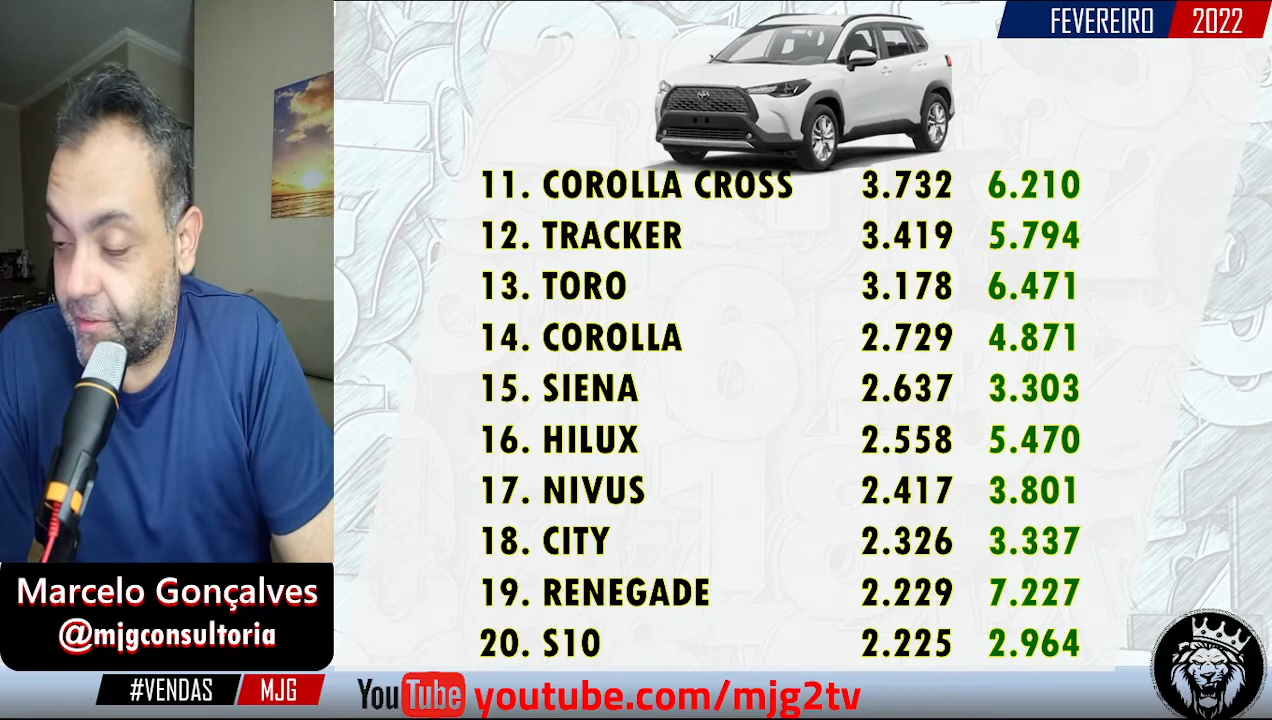 FEVEREIRO 2022
11. COROLLA CROSS 3.732 6.210
12. TRACKER 3.419 5.794
13. TORO 3.178 6.471
14. COROLLA 2.729 4.871
15. SIENA 2.637 3.303
16. HILUX 2.558 5.470
17. NIVUS 2.417 3.801
18. CITY 2.326 3.337
19. RENEGADE 2.229 7.227
20. S10 2.225 2.964
Marcelo Gonçalves
@mjgconsultoria
#VENDAS MJG YouTube youtube.com/mjg2tv